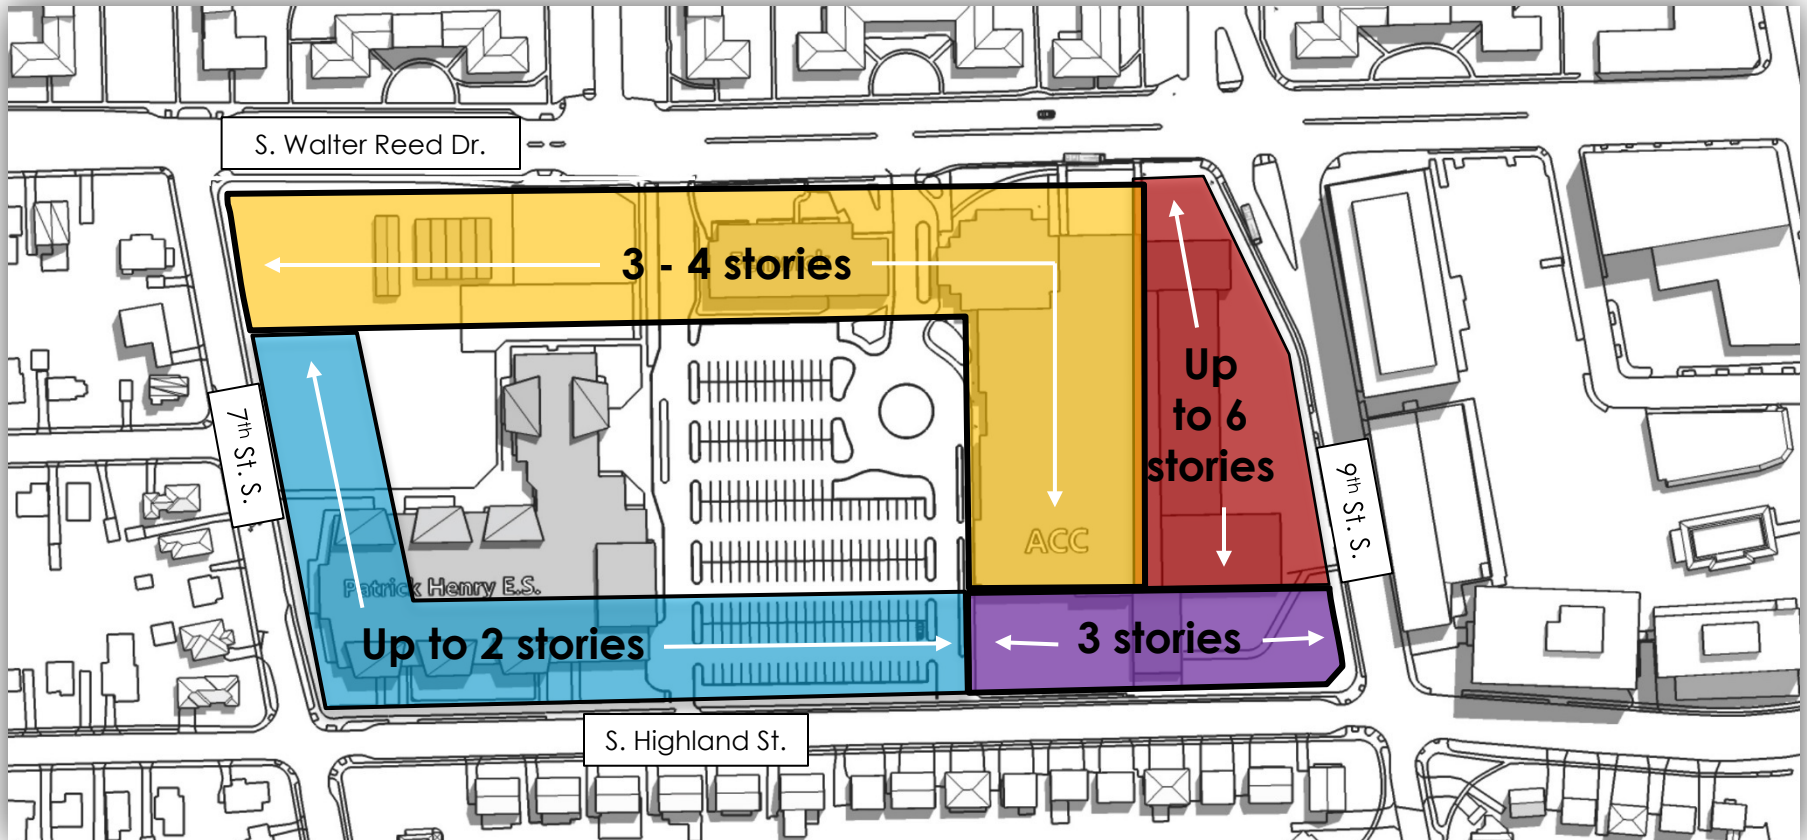 S. Walter Reed Dr.
3 - 4 stories
Up
to 6
stories
7th St. S.
9th St. S.
ACC
Patrick Henry E.S.
Up to 2 stories
3 stories
S. Highland St.